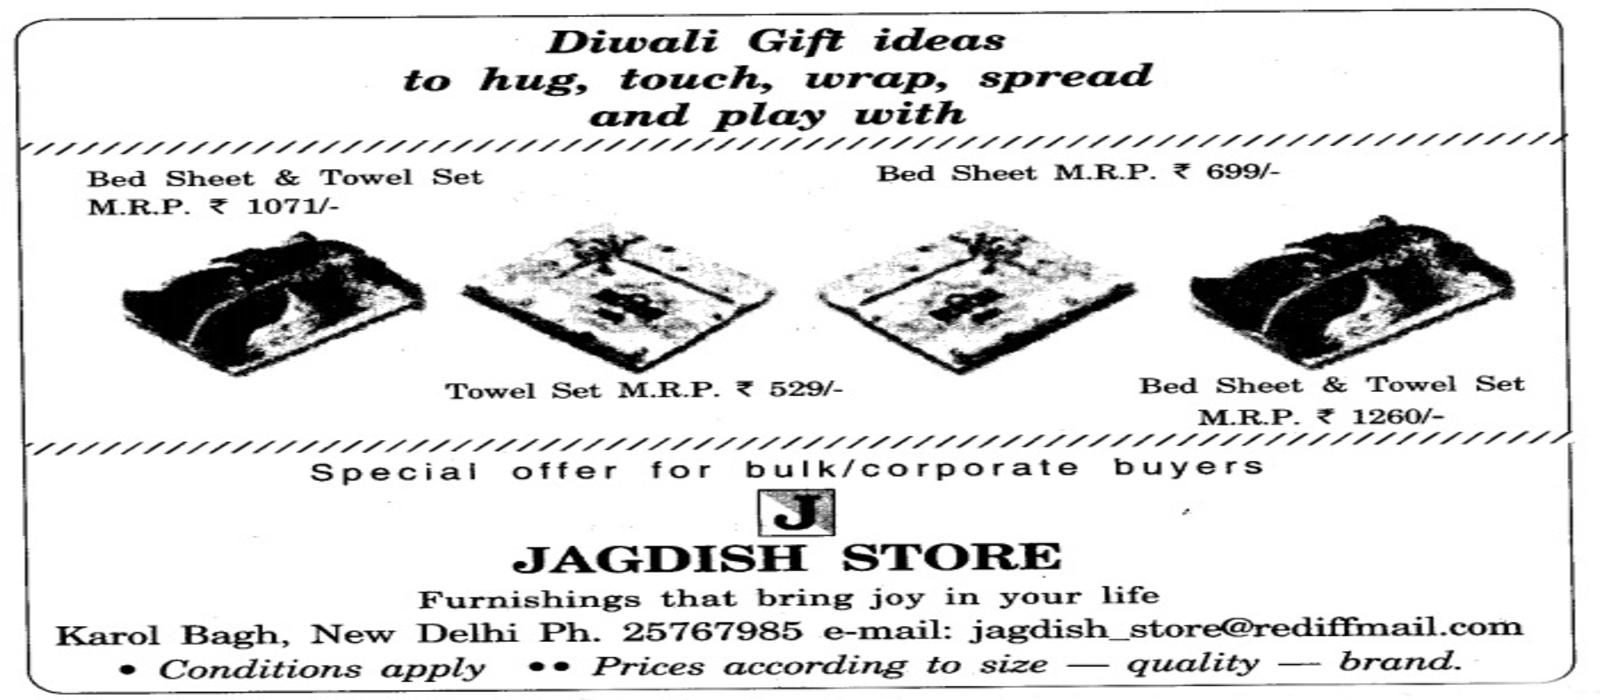 Diwali Gift ideas
to hug, touch, wrap, spread
and play with
Bed Sheet & Towel Set
M.R.P. ₹ 1071/-
Bed Sheet M.R.P. ₹ 699/-
Towel Set M.R.P. ₹ 529/-
Bed Sheet & Towel Set
M.R.P. ₹ 1260/-
Special offer for bulk/corporate buyers
J
JAGDISH STORE
Furnishings that bring joy in your life
Karol Bagh, New Delhi Ph. 25767985 e-mail: jagdish_store@rediffmail.com
• Conditions apply •• Prices according to size — quality — brand.